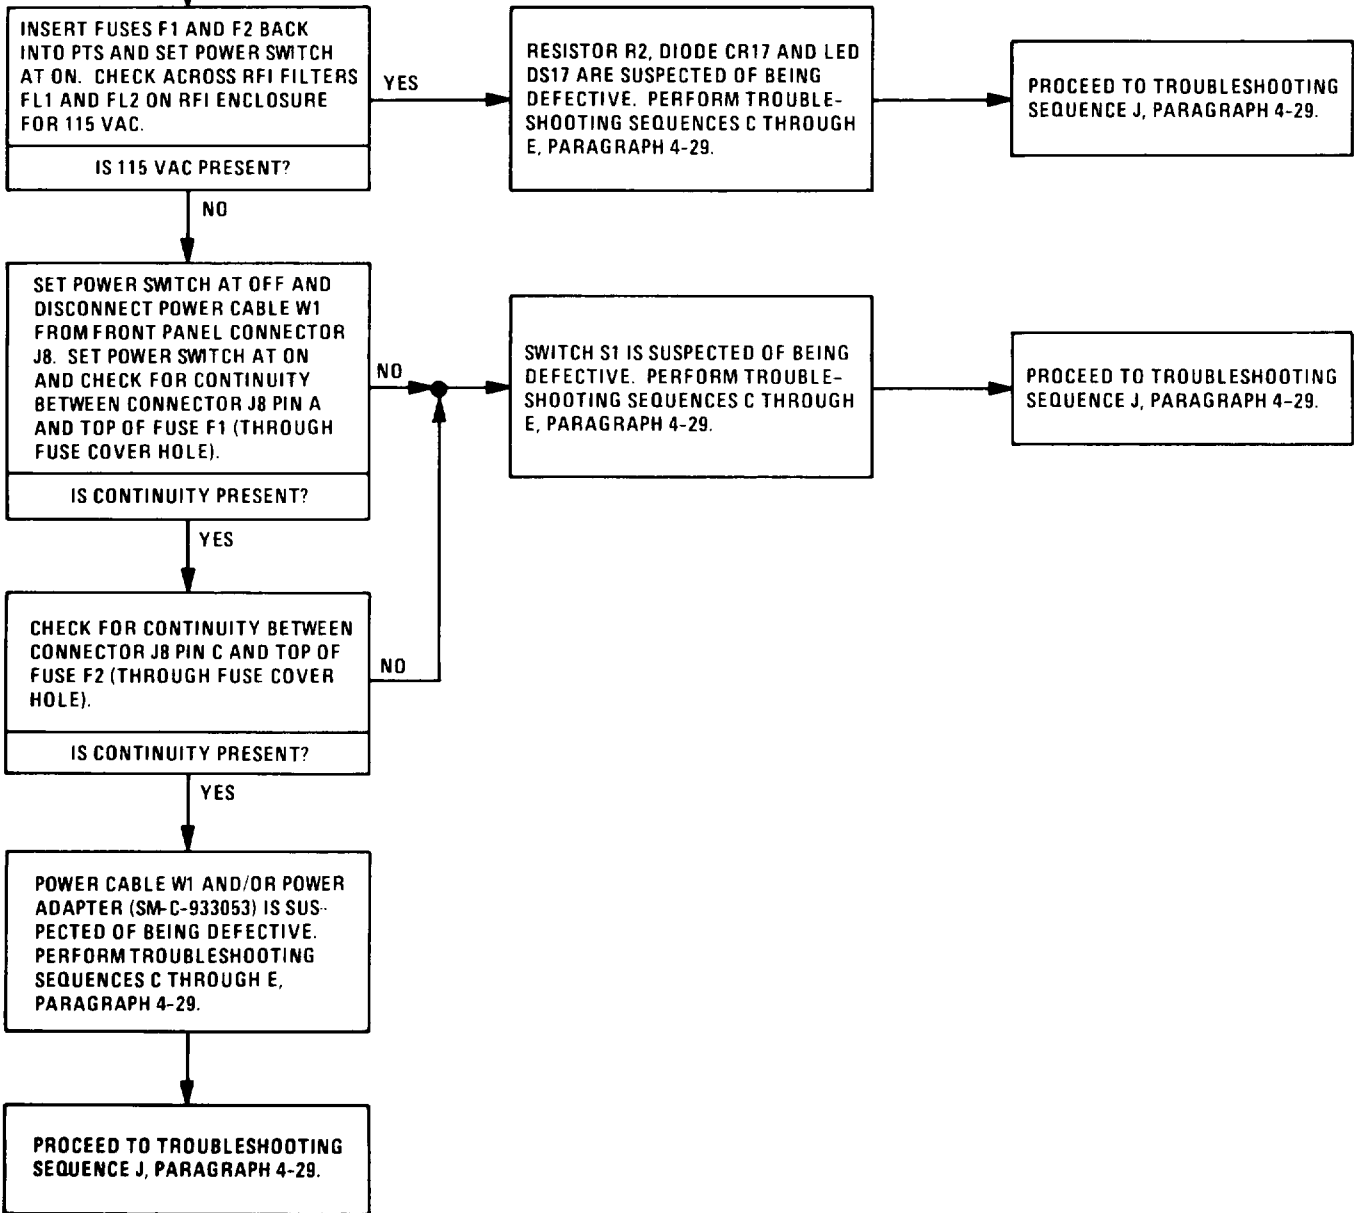 INSERT FUSES F1 AND F2 BACK
INTO PTS AND SET POWER SWITCH
AT ON. CHECK ACROSS RFI FILTERS
FL1 AND FL2 ON RFI ENCLOSURE
FOR 115 VAC.
IS 115 VAC PRESENT?
YES
RESISTOR R2, DIODE CR17 AND LED
DS17 ARE SUSPECTED OF BEING
DEFECTIVE. PERFORM TROUBLE-
SHOOTING SEQUENCES C THROUGH
E, PARAGRAPH 4-29.
PROCEED TO TROUBLESHOOTING
SEQUENCE J, PARAGRAPH 4-29.
NO
SET POWER SWITCH AT OFF AND
DISCONNECT POWER CABLE W1
FROM FRONT PANEL CONNECTOR
J8. SET POWER SWITCH AT ON
AND CHECK FOR CONTINUITY
BETWEEN CONNECTOR J8 PIN A
AND TOP OF FUSE F1 (THROUGH
FUSE COVER HOLE).
IS CONTINUITY PRESENT?
NO
SWITCH S1 IS SUSPECTED OF BEING
DEFECTIVE. PERFORM TROUBLE-
SHOOTING SEQUENCES C THROUGH
E, PARAGRAPH 4-29.
PROCEED TO TROUBLESHOOTING
SEQUENCE J, PARAGRAPH 4-29.
YES
CHECK FOR CONTINUITY BETWEEN
CONNECTOR J8 PIN C AND TOP OF
FUSE F2 (THROUGH FUSE COVER
HOLE).
IS CONTINUITY PRESENT?
NO
YES
POWER CABLE W1 AND/OR POWER
ADAPTER (SM-C-933053) IS SUS-
PECTED OF BEING DEFECTIVE.
PERFORM TROUBLESHOOTING
SEQUENCES C THROUGH E,
PARAGRAPH 4-29.
PROCEED TO TROUBLESHOOTING
SEQUENCE J, PARAGRAPH 4-29.